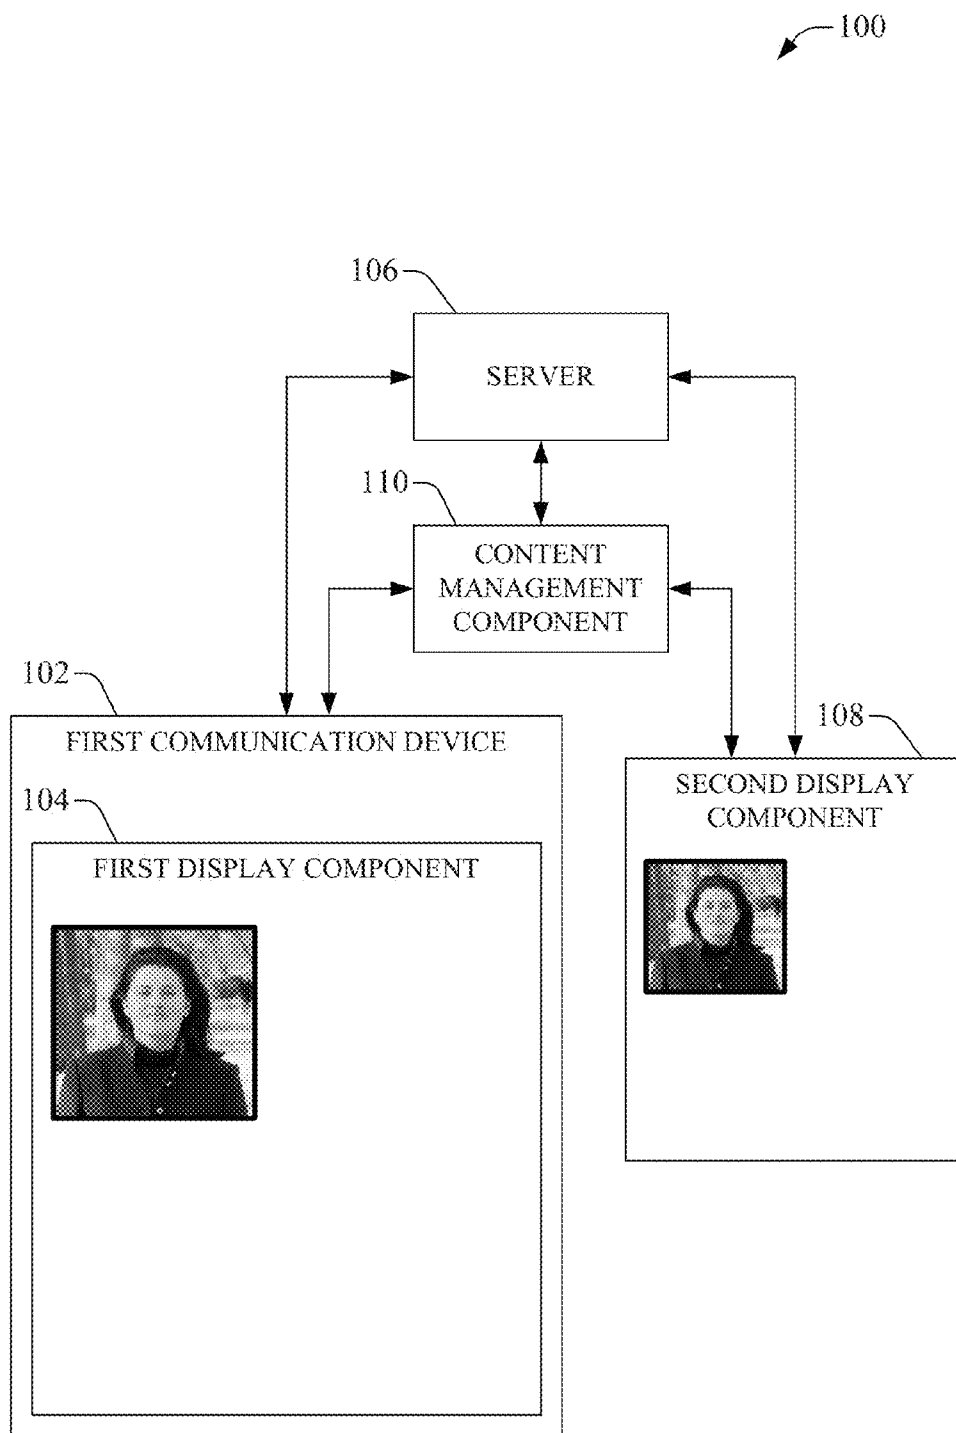 100
106
SERVER
110
CONTENT
MANAGEMENT
COMPONENT
102
FIRST COMMUNICATION DEVICE
104
FIRST DISPLAY COMPONENT
108
SECOND DISPLAY
COMPONENT